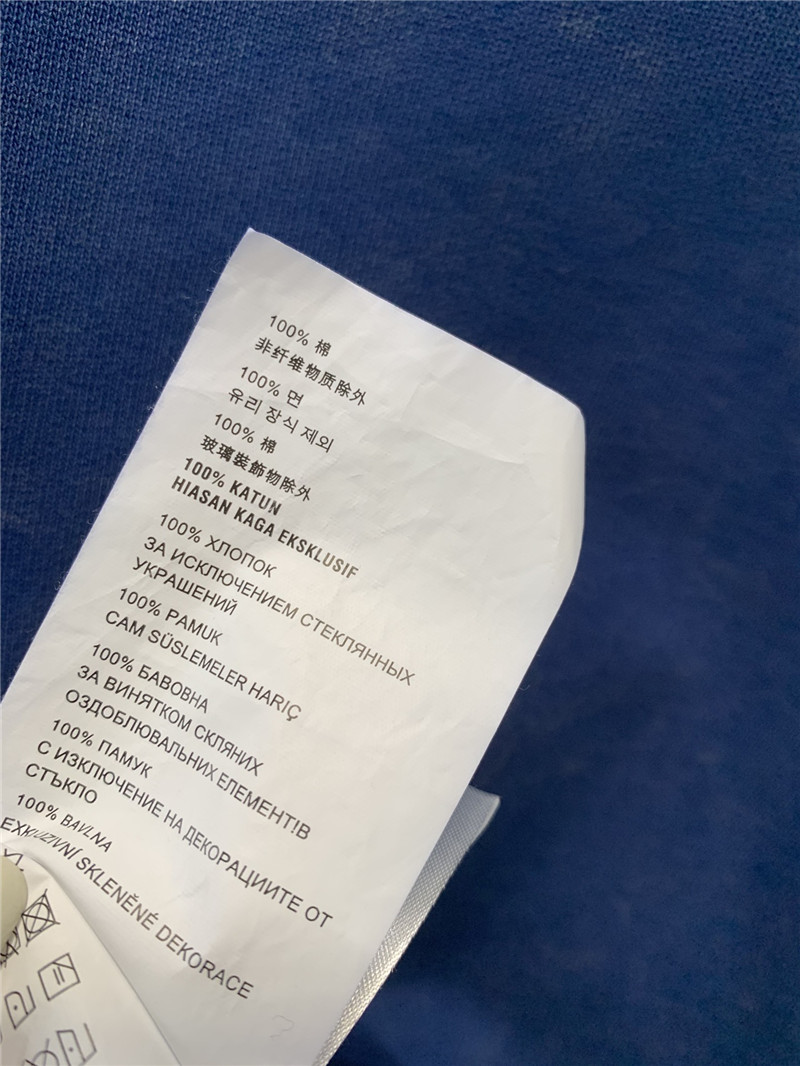 100% 棉
非纤维物质除外
100% 면
유리 장식 제외
100% 棉
玻璃裝飾物除外
100% KATUN
HIASAN KAGA EKSKLUSIF
100% ХЛОПОК
ЗА ИСКЛЮЧЕНИЕМ СТЕКЛЯННЫХ
УКРАШЕНИЙ
100% PAMUK
CAM SÜSLEMELER HARIÇ
100% БАВОВНА
ЗА ВИНЯТКОМ СКЛЯНИХ
ОЗДОБЛЮВАЛЬНИХ ЕЛЕМЕНТІВ
100% ПАМУК
С ИЗКЛЮЧЕНИЕ НА ДЕКОРАЦИИТЕ ОТ
СТЪКЛО
100% BAVLNA
EXKLUZIVNÍ SKLENĚNÉ DEKORACE